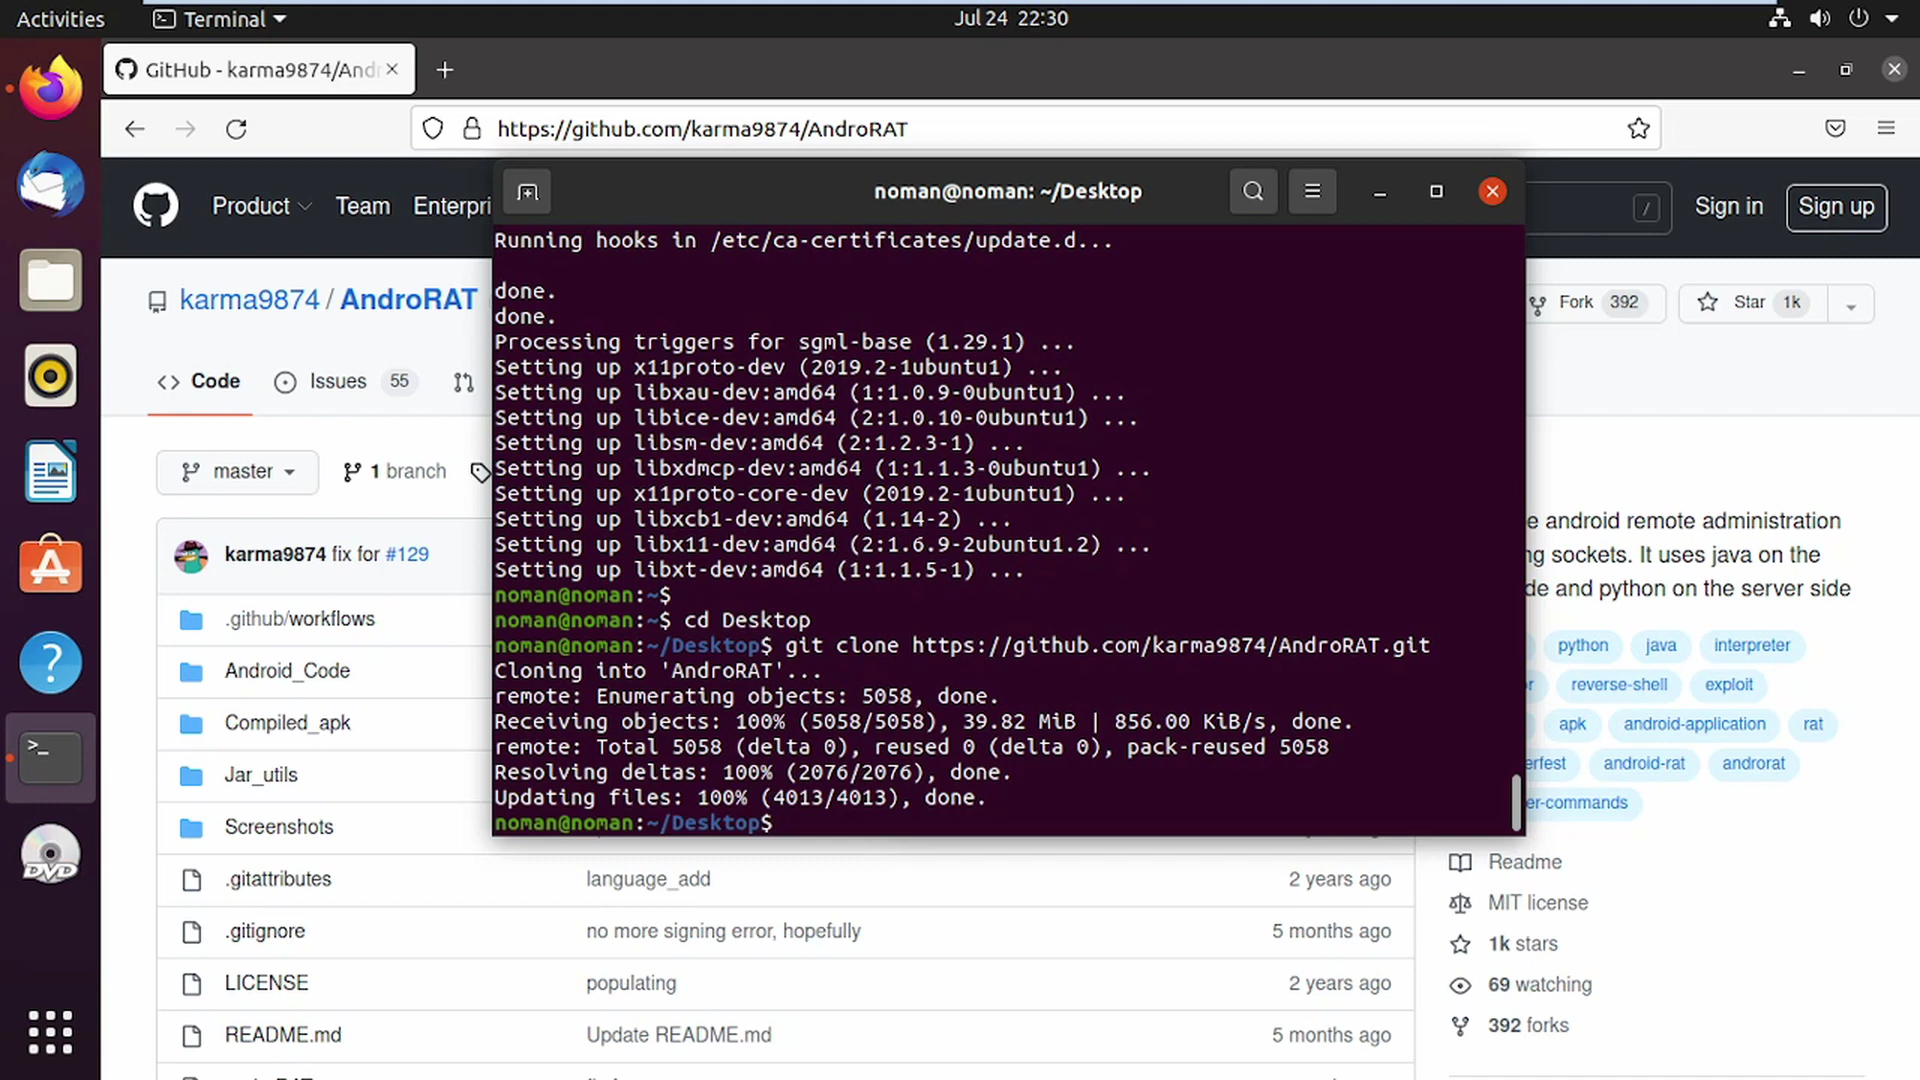 Activities
Terminal
Jul 24 22:30
GitHub - karma9874/And
https://github.com/karma9874/AndroRAT
Product
Team
Enterpri
/
Sign in
Sign up
noman@noman: ~/Desktop
karma9874 / AndroRAT
Fork 392
Star 1k
Code
Issues 55
master
1 branch
karma9874 fix for #129
.github/workflows
Android_Code
Compiled_apk
Jar_utils
Screenshots
.gitattributes
language_add
2 years ago
.gitignore
no more signing error, hopefully
5 months ago
LICENSE
populating
2 years ago
README.md
Update README.md
5 months ago
Running hooks in /etc/ca-certificates/update.d...
done.
done.
Processing triggers for sgml-base (1.29.1) ...
Setting up x11proto-dev (2019.2-1ubuntu1) ...
Setting up libxau-dev:amd64 (1:1.0.9-0ubuntu1) ...
Setting up libice-dev:amd64 (2:1.0.10-0ubuntu1) ...
Setting up libsm-dev:amd64 (2:1.2.3-1) ...
Setting up libxdmcp-dev:amd64 (1:1.1.3-0ubuntu1) ...
Setting up x11proto-core-dev (2019.2-1ubuntu1) ...
Setting up libxcb1-dev:amd64 (1.14-2) ...
Setting up libx11-dev:amd64 (2:1.6.9-2ubuntu1.2) ...
Setting up libxt-dev:amd64 (1:1.1.5-1) ...
noman@noman:~$
noman@noman:~$ cd Desktop
noman@noman:~/Desktop$ git clone https://github.com/karma9874/AndroRAT.git
Cloning into 'AndroRAT'...
remote: Enumerating objects: 5058, done.
Receiving objects: 100% (5058/5058), 39.82 MiB | 856.00 KiB/s, done.
remote: Total 5058 (delta 0), reused 0 (delta 0), pack-reused 5058
Resolving deltas: 100% (2076/2076), done.
Updating files: 100% (4013/4013), done.
noman@noman:~/Desktop$
e android remote administration
ng sockets. It uses java on the
de and python on the server side
python
java
interpreter
or
reverse-shell
exploit
apk
android-application
rat
erfest
android-rat
androrat
er-commands
Readme
MIT license
1k stars
69 watching
392 forks
DVD